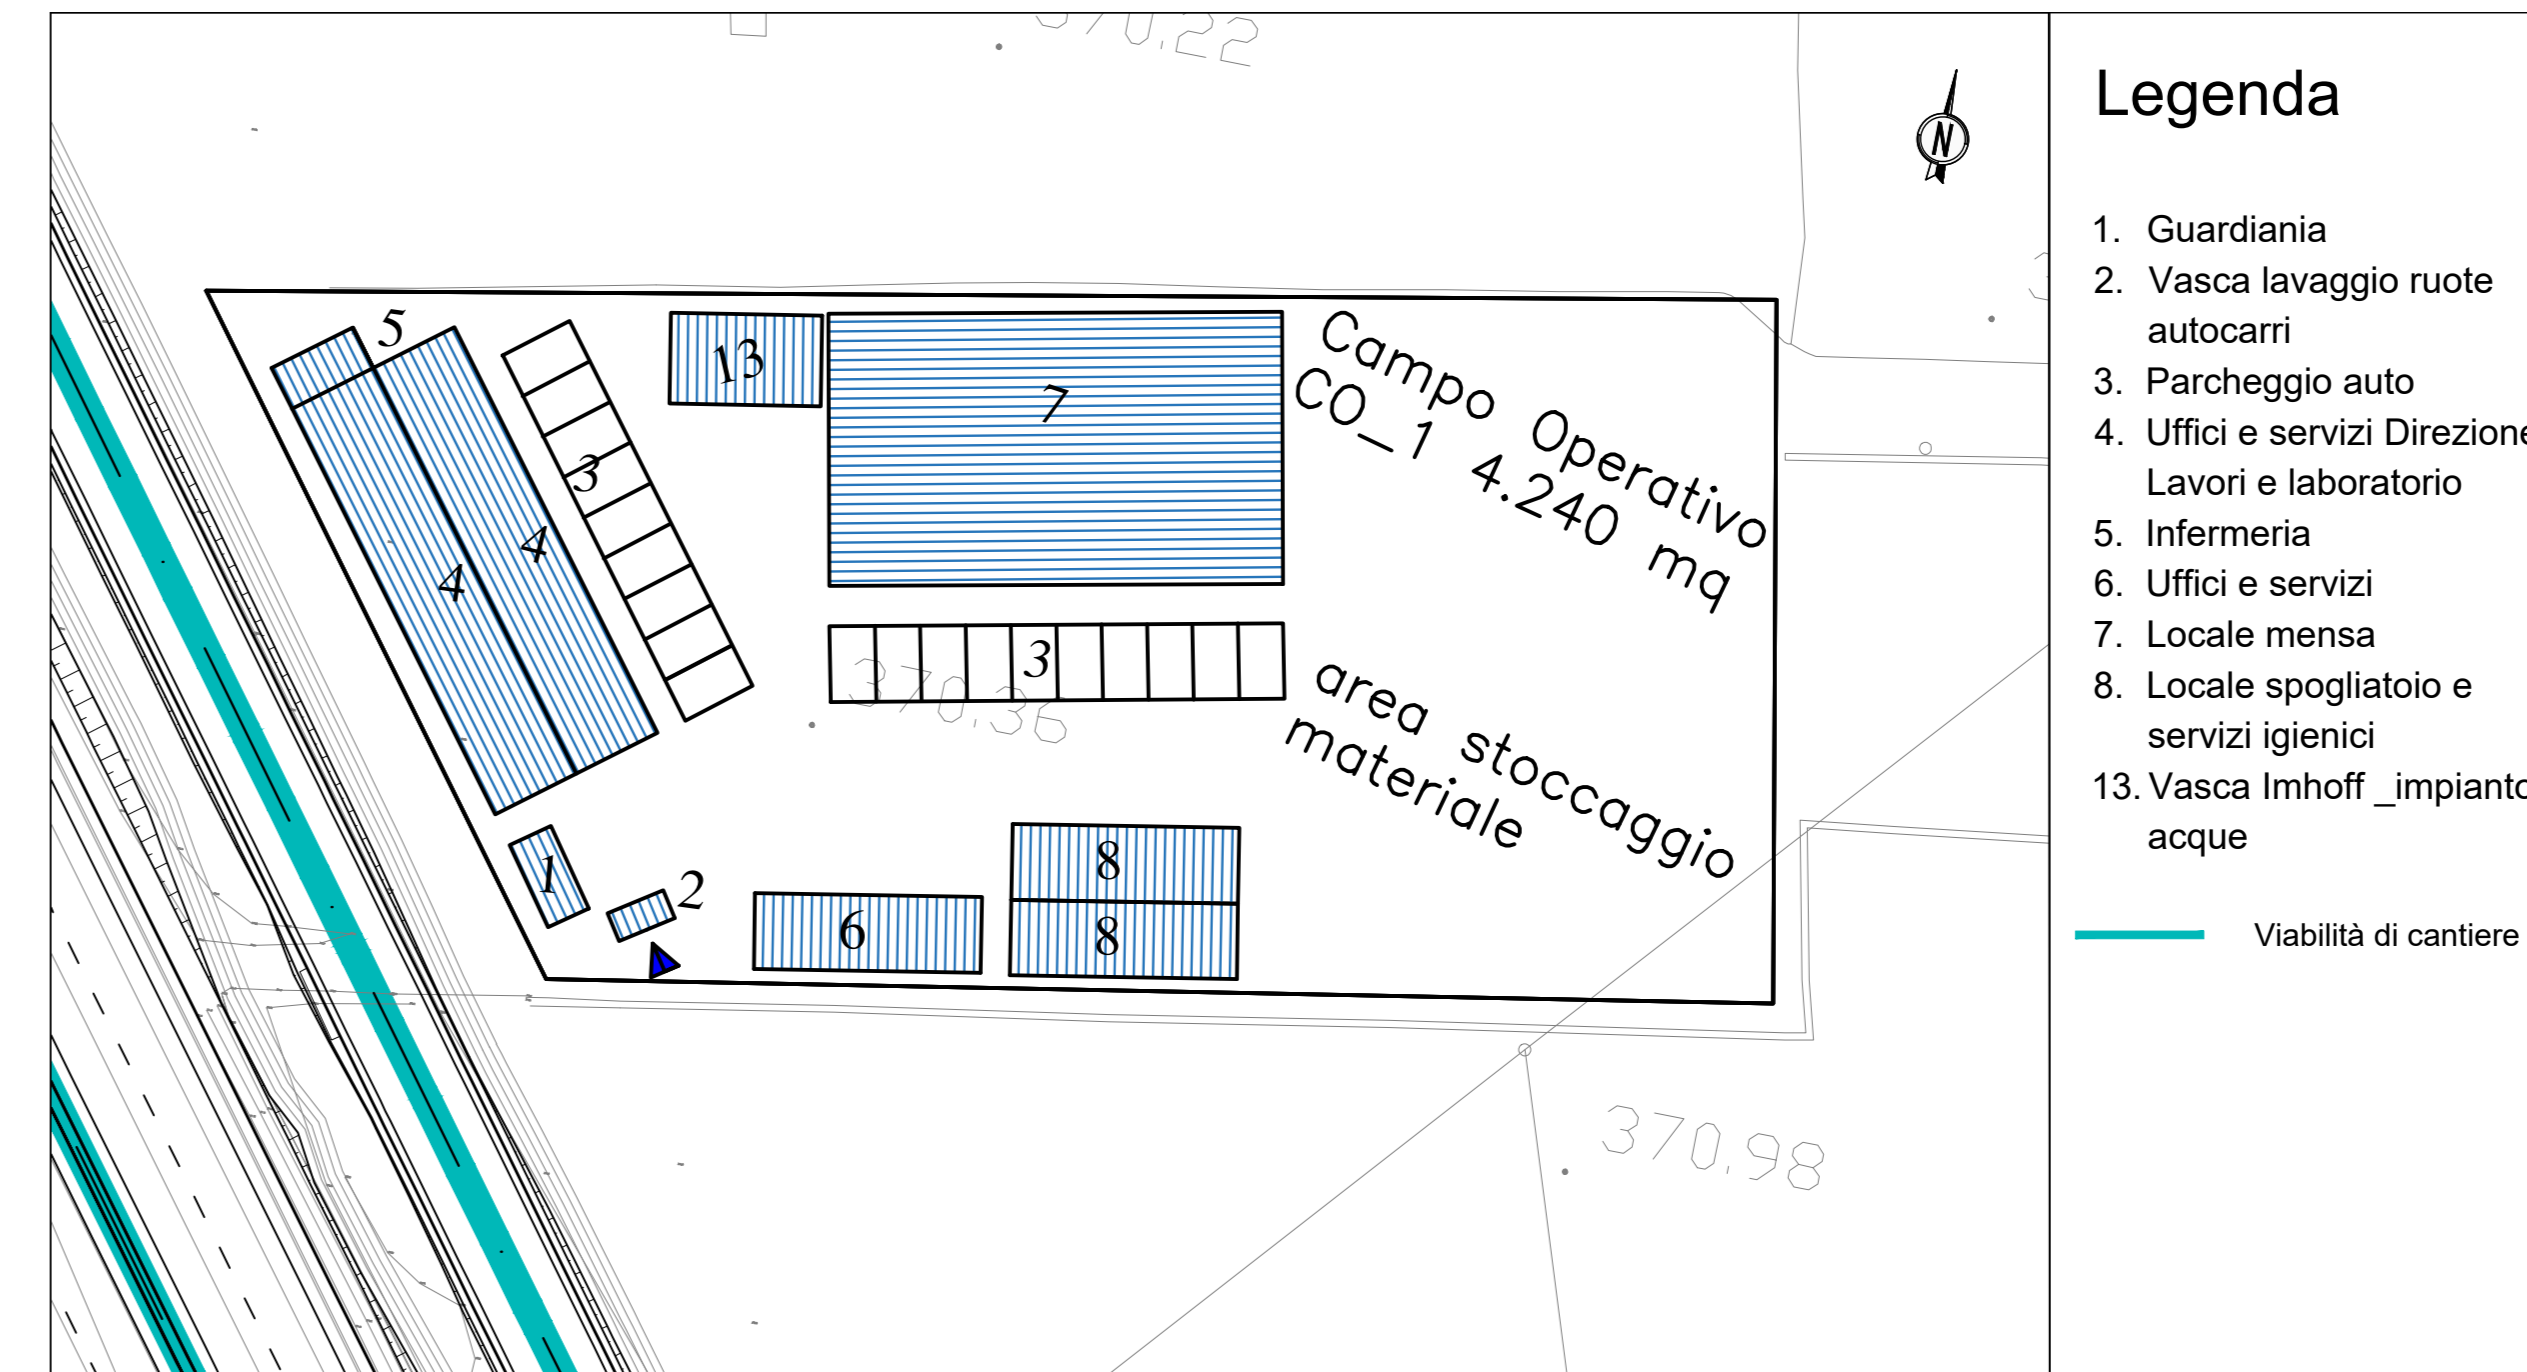 370.22
N
5
13
7
3
4
4
Campo Operativo
CO_1 4.240 mq
3
370.36
area stoccaggio
materiale
1
2
6
8
8
370.98
Legenda
1. Guardiania
2. Vasca lavaggio ruote
autocarri
3. Parcheggio auto
4. Uffici e servizi Direzione
Lavori e laboratorio
5. Infermeria
6. Uffici e servizi
7. Locale mensa
8. Locale spogliatoio e
servizi igienici
13. Vasca Imhoff _impianto
acque
Viabilità di cantiere